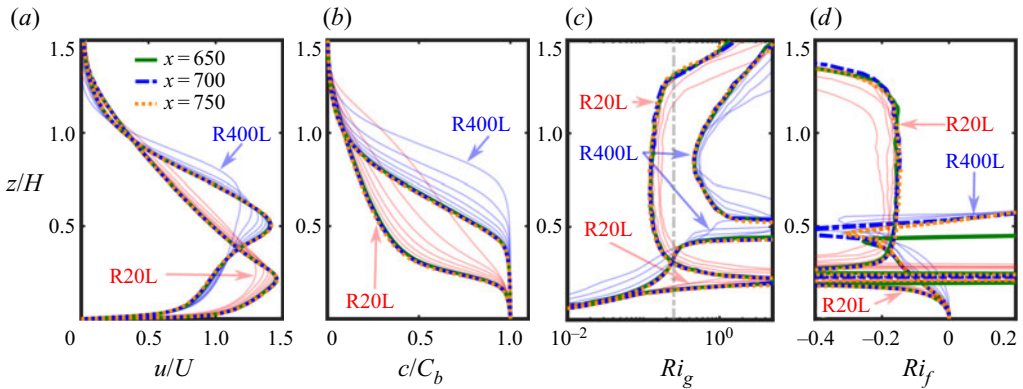 (a) (b) (c) (d)
1.5 1.5 1.5 1.5
x = 650
x = 700
x = 750
R20L
R20L
R400L R400L
1.0 1.0 1.0 1.0
R400L
R400L
z/H
0.5 0.5 0.5 0.5
R20L
R20L
R20L
R20L
0 0.5 1.0 1.5 0 0.5 1.0 10⁻² 10⁰ −0.4 −0.2 0 0.2
u/U c/C_b Ri_g Ri_f